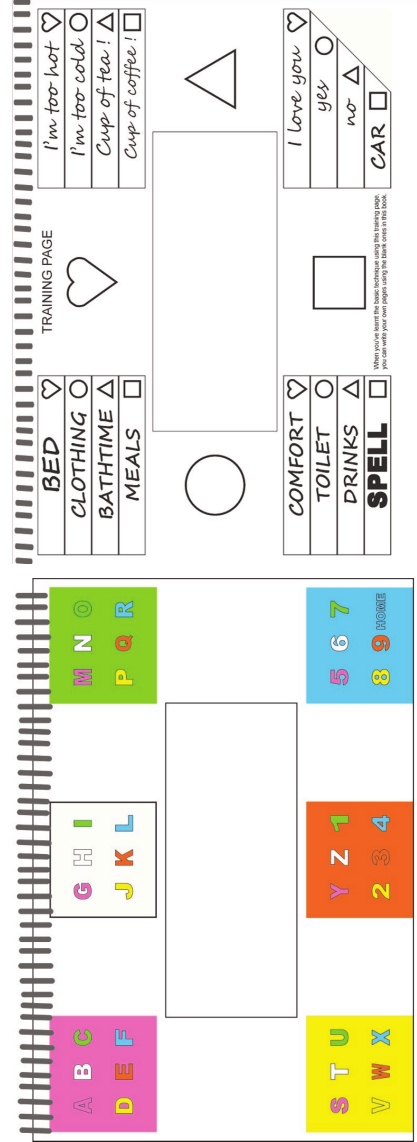 TRAINING PAGE
BED
CLOTHING
BATHTIME
MEALS
I'm too hot
I'm too cold
Cup of tea !
Cup of coffee !
COMFORT
TOILET
DRINKS
SPELL
When you've learnt the basic technique using this training page,
you can write your own pages using the blank ones in this book.
I love you
yes
no
CAR
A B C
D E F
G H I
J K L
M N O
P Q R
S T U
V W X
Y Z 1
2 3 4
5 6 7
8 9 HOME